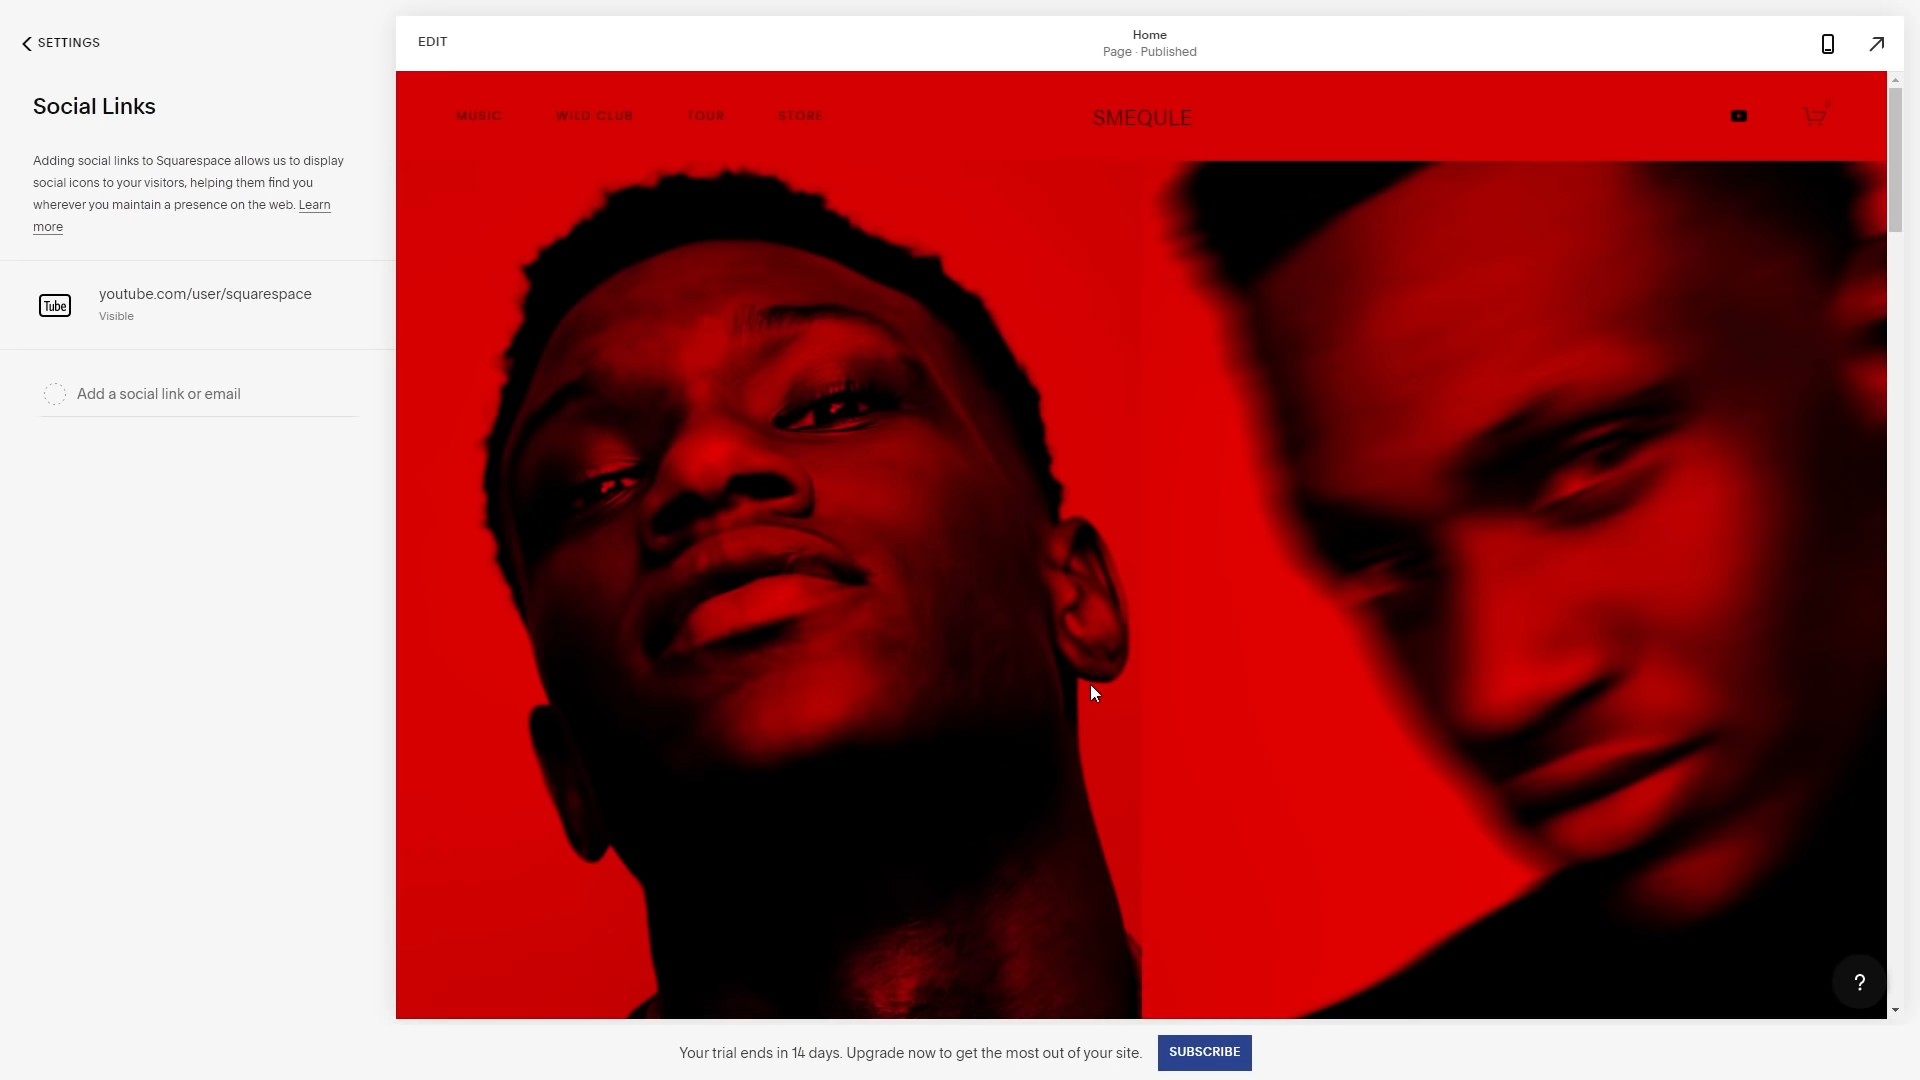 SETTINGS
Social Links
Adding social links to Squarespace allows us to display
social icons to your visitors, helping them find you
wherever you maintain a presence on the web. Learn
more
Tube
youtube.com/user/squarespace
Visible
Add a social link or email
EDIT
Home
Page · Published
MUSIC
WILD CLUB
TOUR
STORE
SMEQULE
?
Your trial ends in 14 days. Upgrade now to get the most out of your site.
SUBSCRIBE